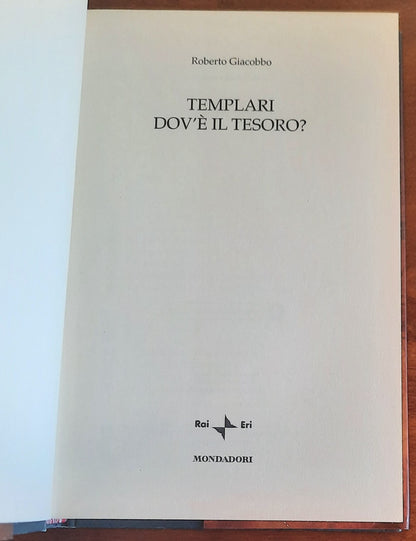 Roberto Giacobbo
TEMPLARI
DOV'È IL TESORO?
Rai Eri
MONDADORI